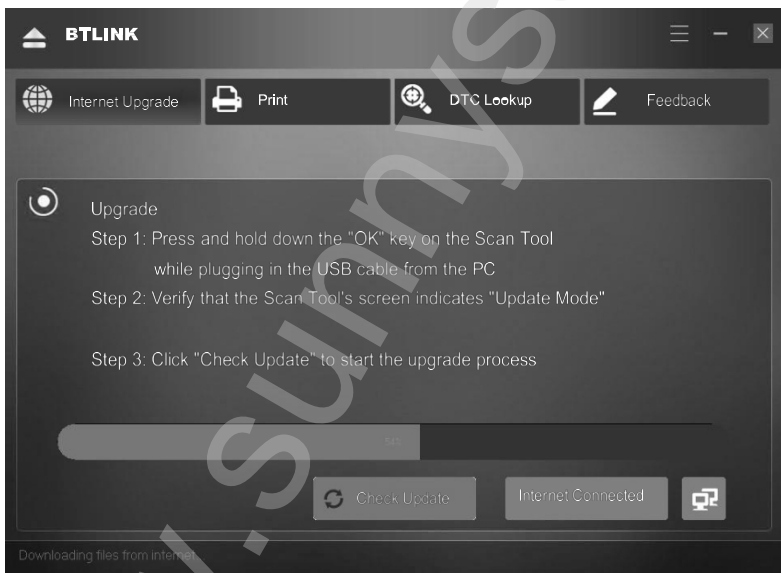 BTLINK
Internet Upgrade
Print
DTC Lookup
Feedback
Upgrade
Step 1: Press and hold down the "OK" key on the Scan Tool
while plugging in the USB cable from the PC
Step 2: Verify that the Scan Tool's screen indicates "Update Mode"
Step 3: Click "Check Update" to start the upgrade process
Check Update
Internet Connected
Downloading files from internet...
.sunnys